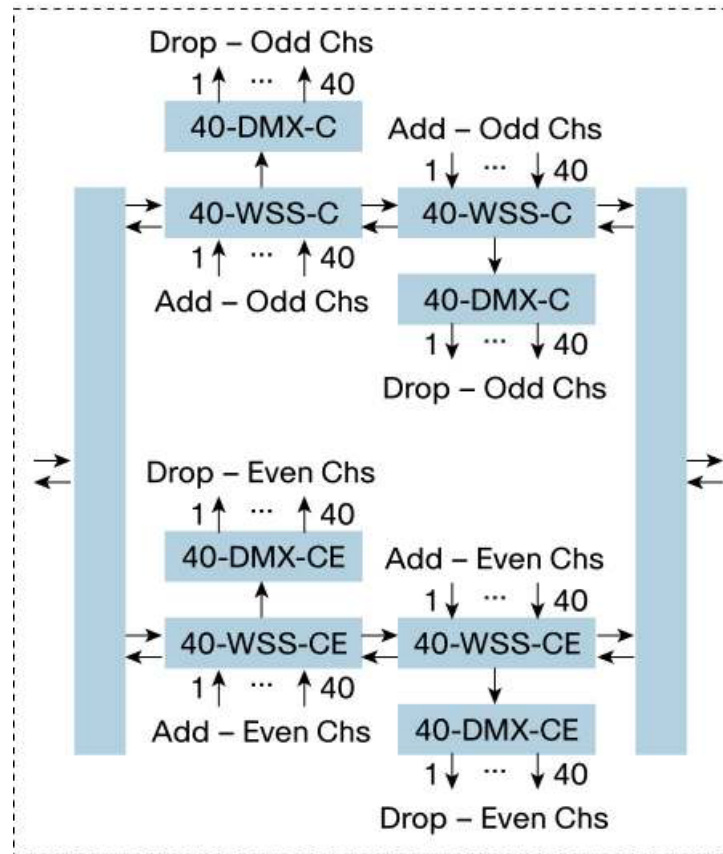 Drop – Odd Chs
1 ... 40
40-DMX-C
Add – Odd Chs
1 ... 40
40-WSS-C
40-WSS-C
1 ... 40
Add – Odd Chs
40-DMX-C
1 ... 40
Drop – Odd Chs
Drop – Even Chs
1 ... 40
40-DMX-CE
Add – Even Chs
1 ... 40
40-WSS-CE
40-WSS-CE
1 ... 40
Add – Even Chs
40-DMX-CE
1 ... 40
Drop – Even Chs